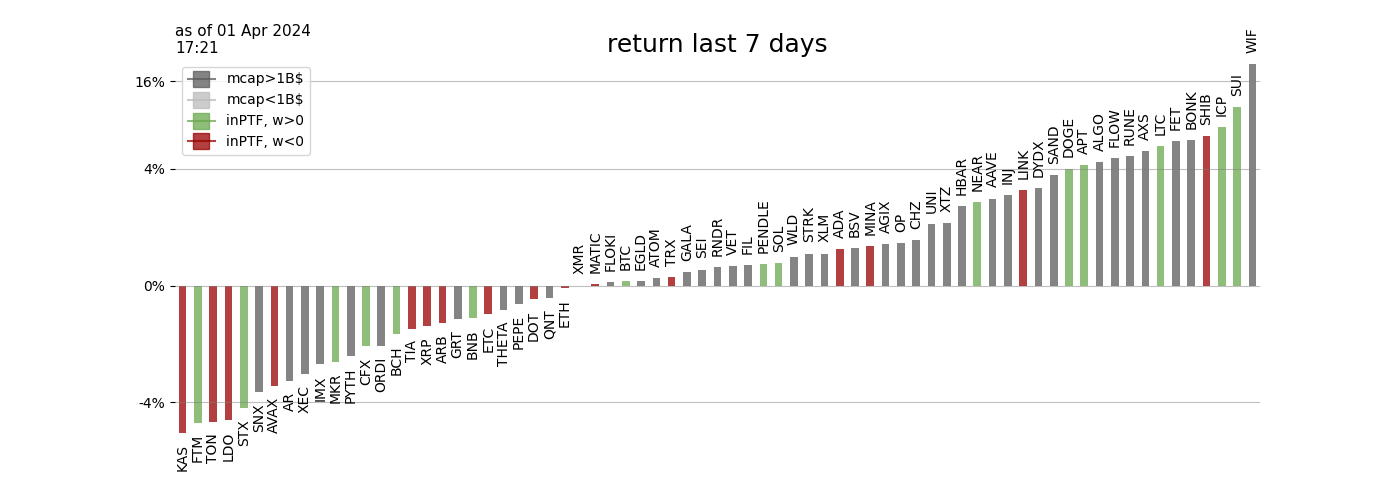 as of 01 Apr 2024
17:21
return last 7 days
mcap>1B$
mcap<1B$
inPTF, w>0
inPTF, w<0
16%
4%
0%
-4%
KAS
FTM
TON
LDO
STX
SNX
AVAX
AR
XEC
IMX
MKR
PYTH
CFX
ORDI
BCH
TIA
XRP
ARB
GRT
BNB
ETC
THETA
PEPE
DOT
QNT
ETH
XMR
MATIC
FLOKI
BTC
EGLD
ATOM
TRX
GALA
SEI
RNDR
VET
FIL
PENDLE
SOL
WLD
STRK
XLM
ADA
BSV
MINA
AGIX
OP
CHZ
UNI
XTZ
HBAR
NEAR
AAVE
INJ
LINK
DYDX
SAND
DOGE
APT
ALGO
FLOW
RUNE
AXS
LTC
FET
BONK
SHIB
ICP
SUI
WIF